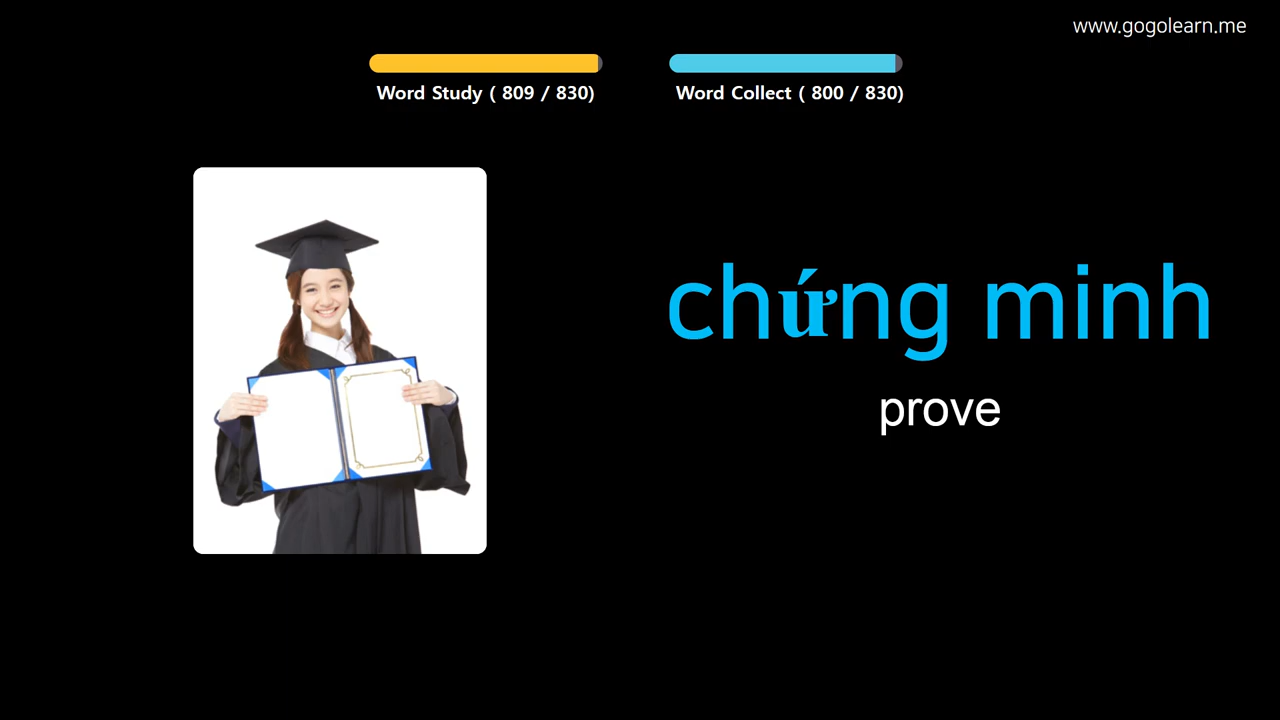 www.gogolearn.me
Word Study ( 809 / 830)
Word Collect ( 800 / 830)
chứng minh
prove